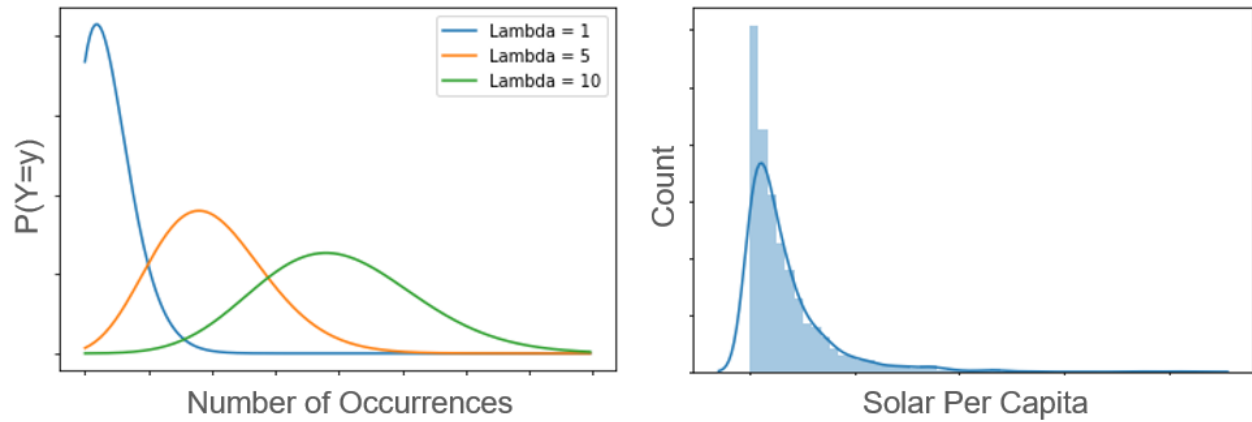 Lambda = 1
Lambda = 5
Lambda = 10
P(Y=y)
Number of Occurrences
Count
Solar Per Capita